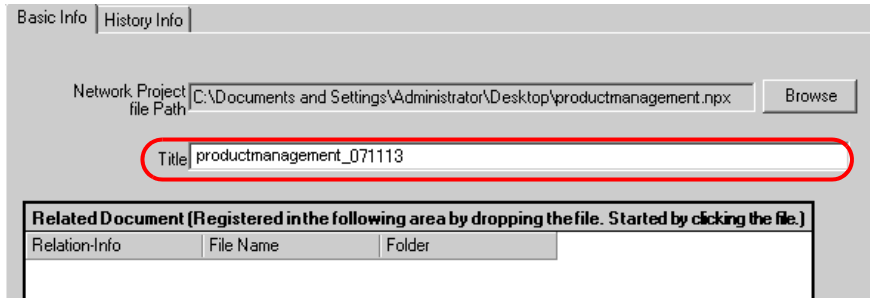 Basic Info History Info
Network Project C:\Documents and Settings\Administrator\Desktop\productmanagement.npx Browse
file Path
Title productmanagement_071113
Related Document (Registered in the following area by dropping the file. Started by clicking the file.)
Relation-Info File Name Folder